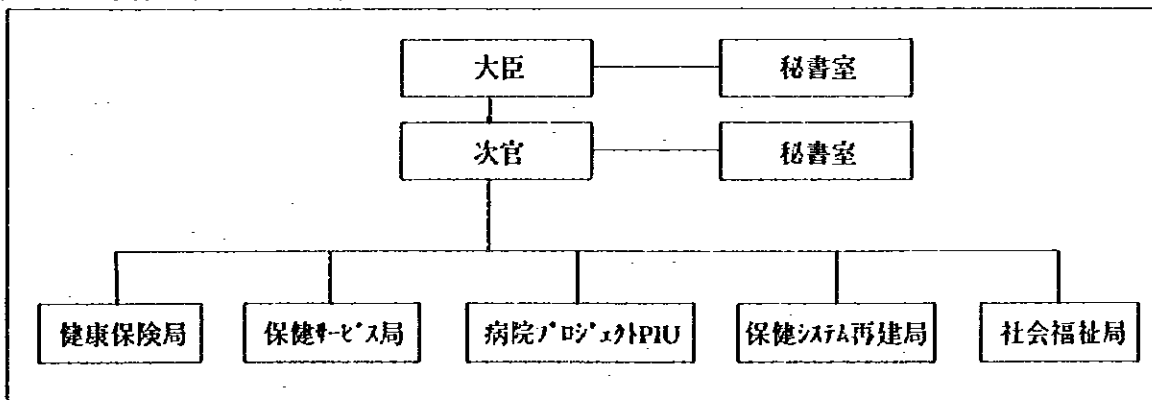 大臣
秘書室
次官
秘書室
健康保険局
保健ｻｰﾋﾞｽ局
病院ﾌﾟﾛｼﾞｪｸﾄPIU
保健ｼｽﾃﾑ再建局
社会福祉局